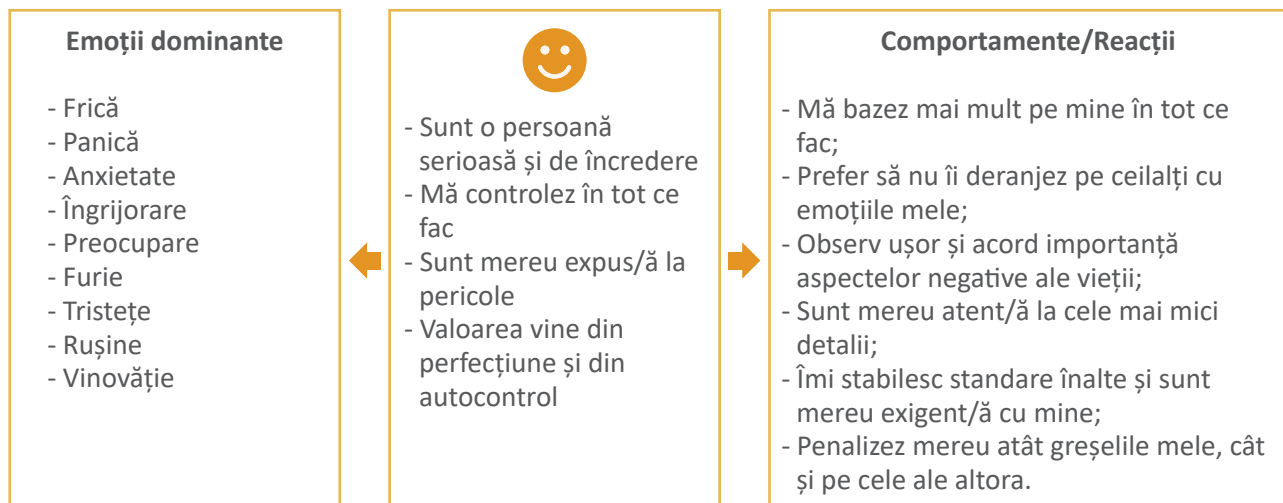 Emoții dominante
- Frică
- Panică
- Anxietate
- Îngrijorare
- Preocupare
- Furie
- Tristețe
- Rușine
- Vinovăție
- Sunt o persoană
serioasă și de încredere
- Mă controlez în tot ce
fac
- Sunt mereu expus/ă la
pericole
- Valoarea vine din
perfecțiune și din
autocontrol
Comportamente/Reacții
- Mă bazez mai mult pe mine în tot ce
fac;
- Prefer să nu îi deranjez pe ceilalți cu
emoțiile mele;
- Observ ușor și acord importanță
aspectelor negative ale vieții;
- Sunt mereu atent/ă la cele mai mici
detalii;
- Îmi stabilesc standare înalte și sunt
mereu exigent/ă cu mine;
- Penalizez mereu atât greșelile mele, cât
și pe cele ale altora.